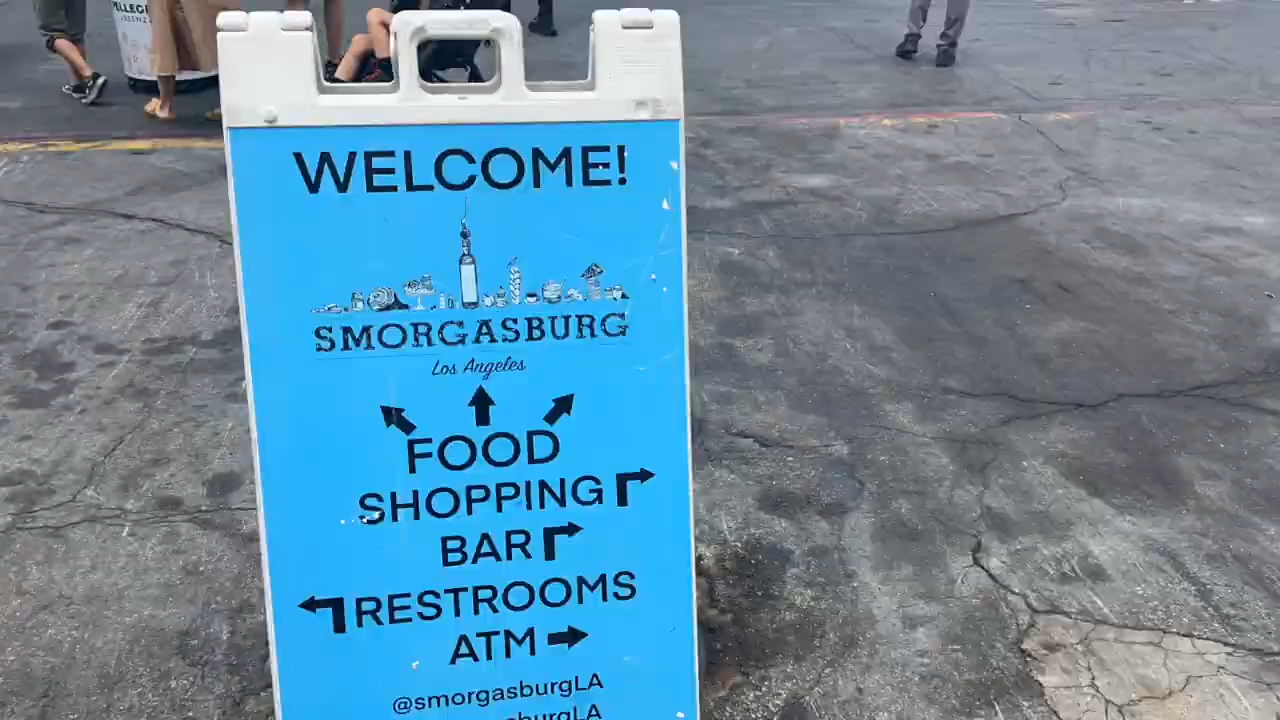 WELCOME!
SMORGASBURG
Los Angeles
FOOD
SHOPPING
BAR
RESTROOMS
ATM
@smorgasburgLA